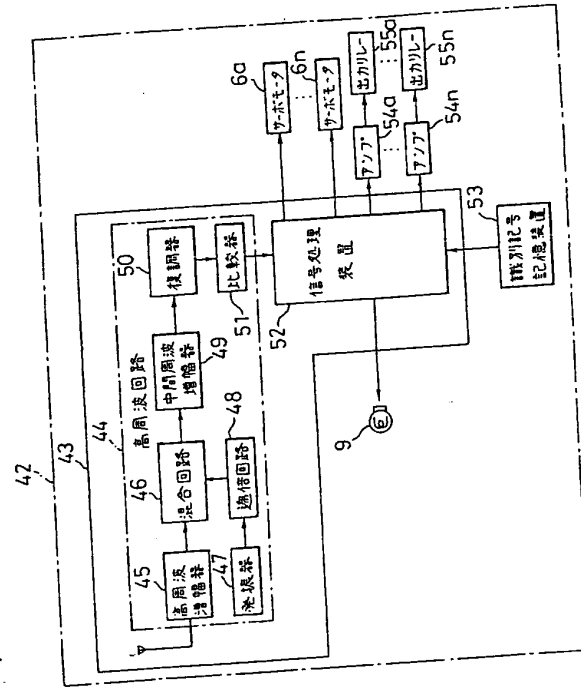 42
43
44
高周波回路
45
高周波
増幅器
46
混合回路
47
発振器
48
逓倍回路
49
中間周波
増幅器
50
復調器
51
比較器
52
信号処理
装置
53
識別記号
記憶装置
6a
サーボモータ
6n
サーボモータ
54a
アンプ
54n
アンプ
55a
出力リレー
55n
出力リレー
9